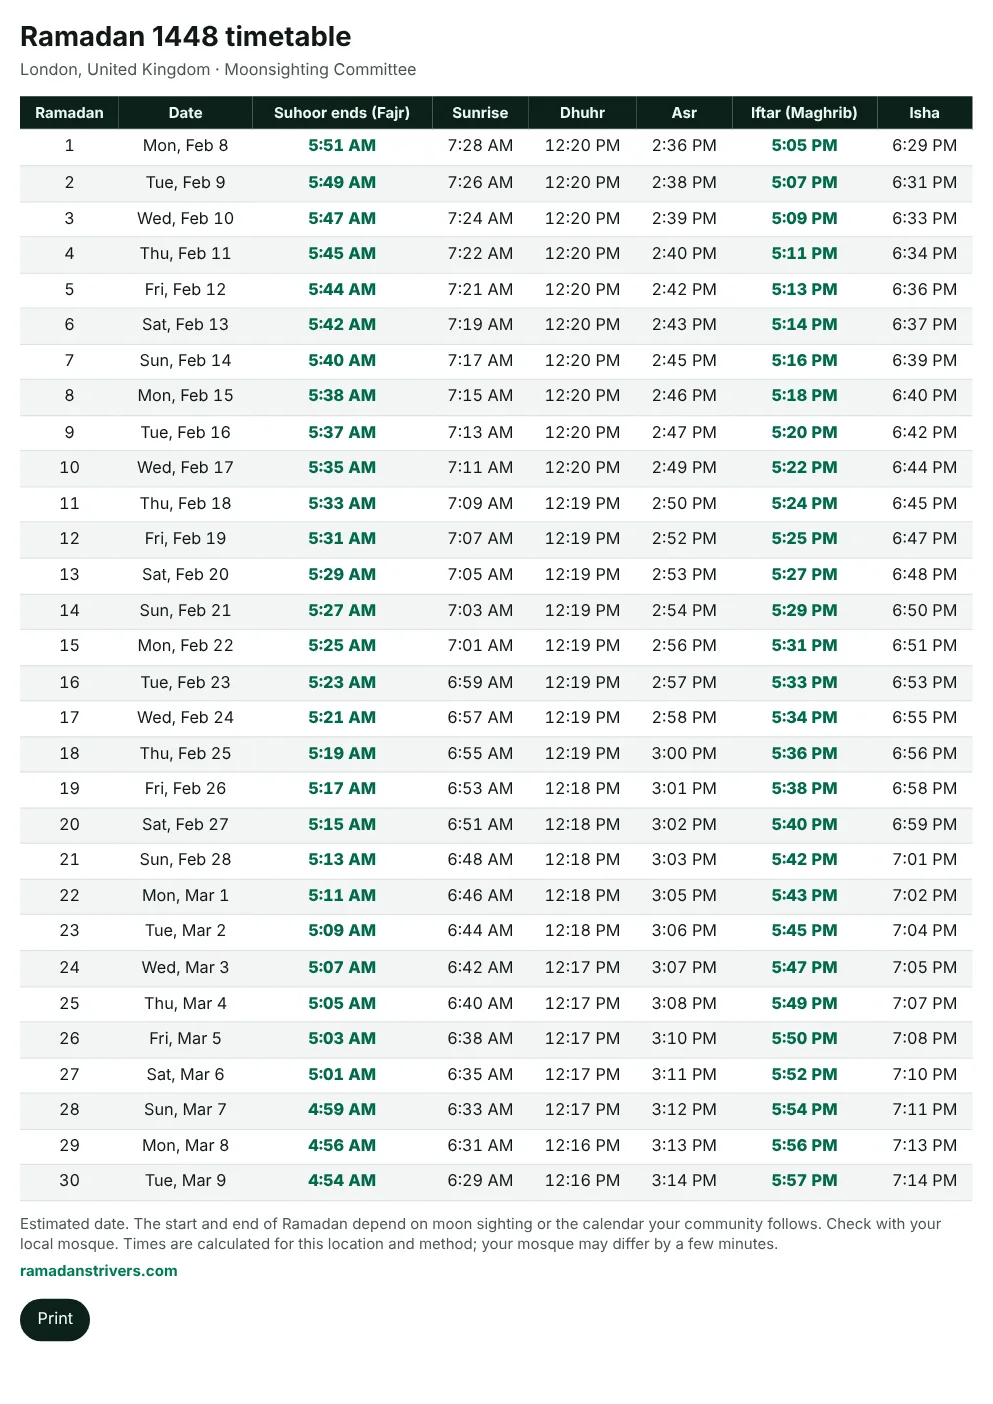 Ramadan 1448 timetable
London, United Kingdom · Moonsighting Committee
Ramadan Date Suhoor ends (Fajr) Sunrise Dhuhr Asr Iftar (Maghrib) Isha
1 Mon, Feb 8 5:51 AM 7:28 AM 12:20 PM 2:36 PM 5:05 PM 6:29 PM
2 Tue, Feb 9 5:49 AM 7:26 AM 12:20 PM 2:38 PM 5:07 PM 6:31 PM
3 Wed, Feb 10 5:47 AM 7:24 AM 12:20 PM 2:39 PM 5:09 PM 6:33 PM
4 Thu, Feb 11 5:45 AM 7:22 AM 12:20 PM 2:40 PM 5:11 PM 6:34 PM
5 Fri, Feb 12 5:44 AM 7:21 AM 12:20 PM 2:42 PM 5:13 PM 6:36 PM
6 Sat, Feb 13 5:42 AM 7:19 AM 12:20 PM 2:43 PM 5:14 PM 6:37 PM
7 Sun, Feb 14 5:40 AM 7:17 AM 12:20 PM 2:45 PM 5:16 PM 6:39 PM
8 Mon, Feb 15 5:38 AM 7:15 AM 12:20 PM 2:46 PM 5:18 PM 6:40 PM
9 Tue, Feb 16 5:37 AM 7:13 AM 12:20 PM 2:47 PM 5:20 PM 6:42 PM
10 Wed, Feb 17 5:35 AM 7:11 AM 12:20 PM 2:49 PM 5:22 PM 6:44 PM
11 Thu, Feb 18 5:33 AM 7:09 AM 12:19 PM 2:50 PM 5:24 PM 6:45 PM
12 Fri, Feb 19 5:31 AM 7:07 AM 12:19 PM 2:52 PM 5:25 PM 6:47 PM
13 Sat, Feb 20 5:29 AM 7:05 AM 12:19 PM 2:53 PM 5:27 PM 6:48 PM
14 Sun, Feb 21 5:27 AM 7:03 AM 12:19 PM 2:54 PM 5:29 PM 6:50 PM
15 Mon, Feb 22 5:25 AM 7:01 AM 12:19 PM 2:56 PM 5:31 PM 6:51 PM
16 Tue, Feb 23 5:23 AM 6:59 AM 12:19 PM 2:57 PM 5:33 PM 6:53 PM
17 Wed, Feb 24 5:21 AM 6:57 AM 12:19 PM 2:58 PM 5:34 PM 6:55 PM
18 Thu, Feb 25 5:19 AM 6:55 AM 12:19 PM 3:00 PM 5:36 PM 6:56 PM
19 Fri, Feb 26 5:17 AM 6:53 AM 12:18 PM 3:01 PM 5:38 PM 6:58 PM
20 Sat, Feb 27 5:15 AM 6:51 AM 12:18 PM 3:02 PM 5:40 PM 6:59 PM
21 Sun, Feb 28 5:13 AM 6:48 AM 12:18 PM 3:03 PM 5:42 PM 7:01 PM
22 Mon, Mar 1 5:11 AM 6:46 AM 12:18 PM 3:05 PM 5:43 PM 7:02 PM
23 Tue, Mar 2 5:09 AM 6:44 AM 12:18 PM 3:06 PM 5:45 PM 7:04 PM
24 Wed, Mar 3 5:07 AM 6:42 AM 12:17 PM 3:07 PM 5:47 PM 7:05 PM
25 Thu, Mar 4 5:05 AM 6:40 AM 12:17 PM 3:08 PM 5:49 PM 7:07 PM
26 Fri, Mar 5 5:03 AM 6:38 AM 12:17 PM 3:10 PM 5:50 PM 7:08 PM
27 Sat, Mar 6 5:01 AM 6:35 AM 12:17 PM 3:11 PM 5:52 PM 7:10 PM
28 Sun, Mar 7 4:59 AM 6:33 AM 12:17 PM 3:12 PM 5:54 PM 7:11 PM
29 Mon, Mar 8 4:56 AM 6:31 AM 12:16 PM 3:13 PM 5:56 PM 7:13 PM
30 Tue, Mar 9 4:54 AM 6:29 AM 12:16 PM 3:14 PM 5:57 PM 7:14 PM
Estimated date. The start and end of Ramadan depend on moon sighting or the calendar your community follows. Check with your
local mosque. Times are calculated for this location and method; your mosque may differ by a few minutes.
ramadanstrivers.com
Print